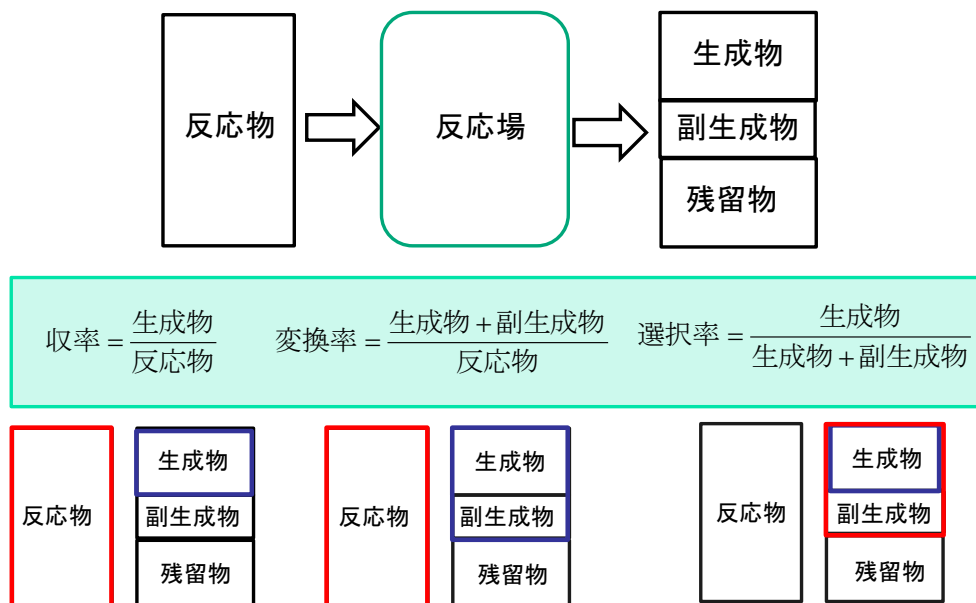 反応物
反応場
生成物
副生成物
残留物
収率 = 生成物 / 反応物
変換率 = 生成物 + 副生成物 / 反応物
選択率 = 生成物 / 生成物 + 副生成物
反応物
生成物
副生成物
残留物
反応物
生成物
副生成物
残留物
反応物
生成物
副生成物
残留物